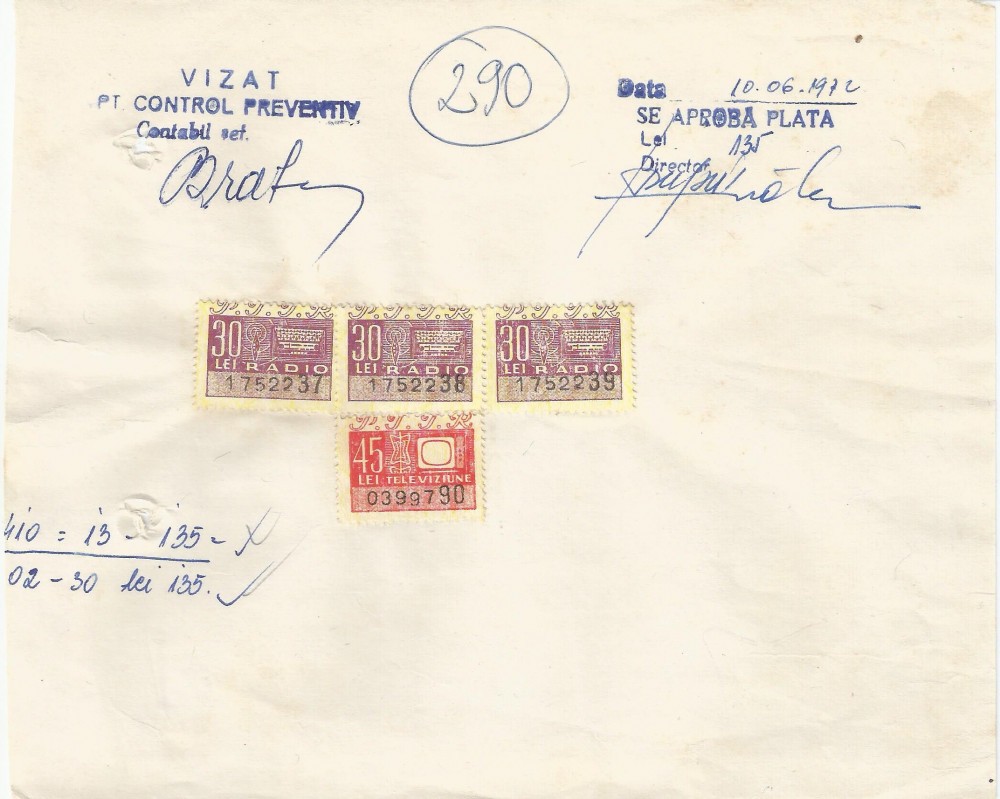 290
VIZAT
PT. CONTROL PREVENTIV
Contabil șef.
Data 10.06.1972
SE APROBĂ PLATA
Lei 135
Director
P.T.T.R P.T.T.R P.T.T.R
30 30 30
LEI RADIO LEI RADIO LEI RADIO
1752237 1752238 1752239
P.T.T.R
45
LEI TELEVIZIUNE
0399790
410 = 13 - 135 -
02 - 30 lei 135.